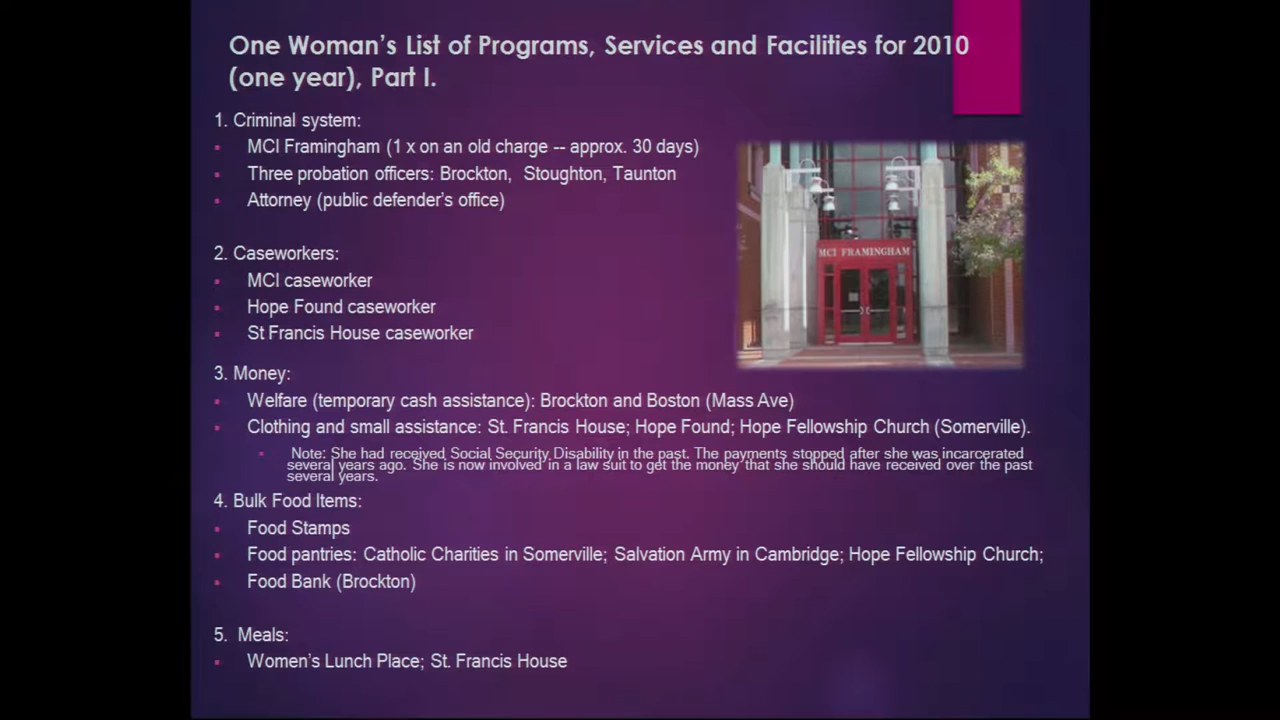 One Woman's List of Programs, Services and Facilities for 2010
(one year), Part I.
1. Criminal system:
MCI Framingham (1 x on an old charge -- approx. 30 days)
Three probation officers: Brockton, Stoughton, Taunton
Attorney (public defender's office)
MCI FRAMINGHAM
2. Caseworkers:
MCI caseworker
Hope Found caseworker
St Francis House caseworker
3. Money:
Welfare (temporary cash assistance): Brockton and Boston (Mass Ave)
Clothing and small assistance: St. Francis House; Hope Found; Hope Fellowship Church (Somerville).
Note: She had received Social Security Disability in the past. The payments stopped after she was incarcerated
several years ago. She is now involved in a law suit to get the money that she should have received over the past
several years.
4. Bulk Food Items:
Food Stamps
Food pantries: Catholic Charities in Somerville; Salvation Army in Cambridge; Hope Fellowship Church;
Food Bank (Brockton)
5. Meals:
Women's Lunch Place; St. Francis House